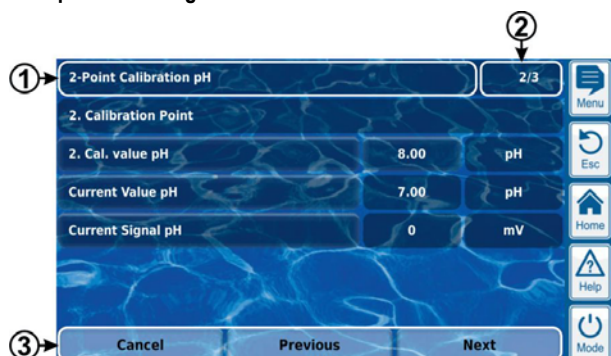 2
1
2-Point Calibration pH 2/3
Menu
2. Calibration Point
2. Cal. value pH 8.00 pH
Esc
Current Value pH 7.00 pH
Home
Current Signal pH 0 mV
Help
3
Cancel Previous Next
Mode